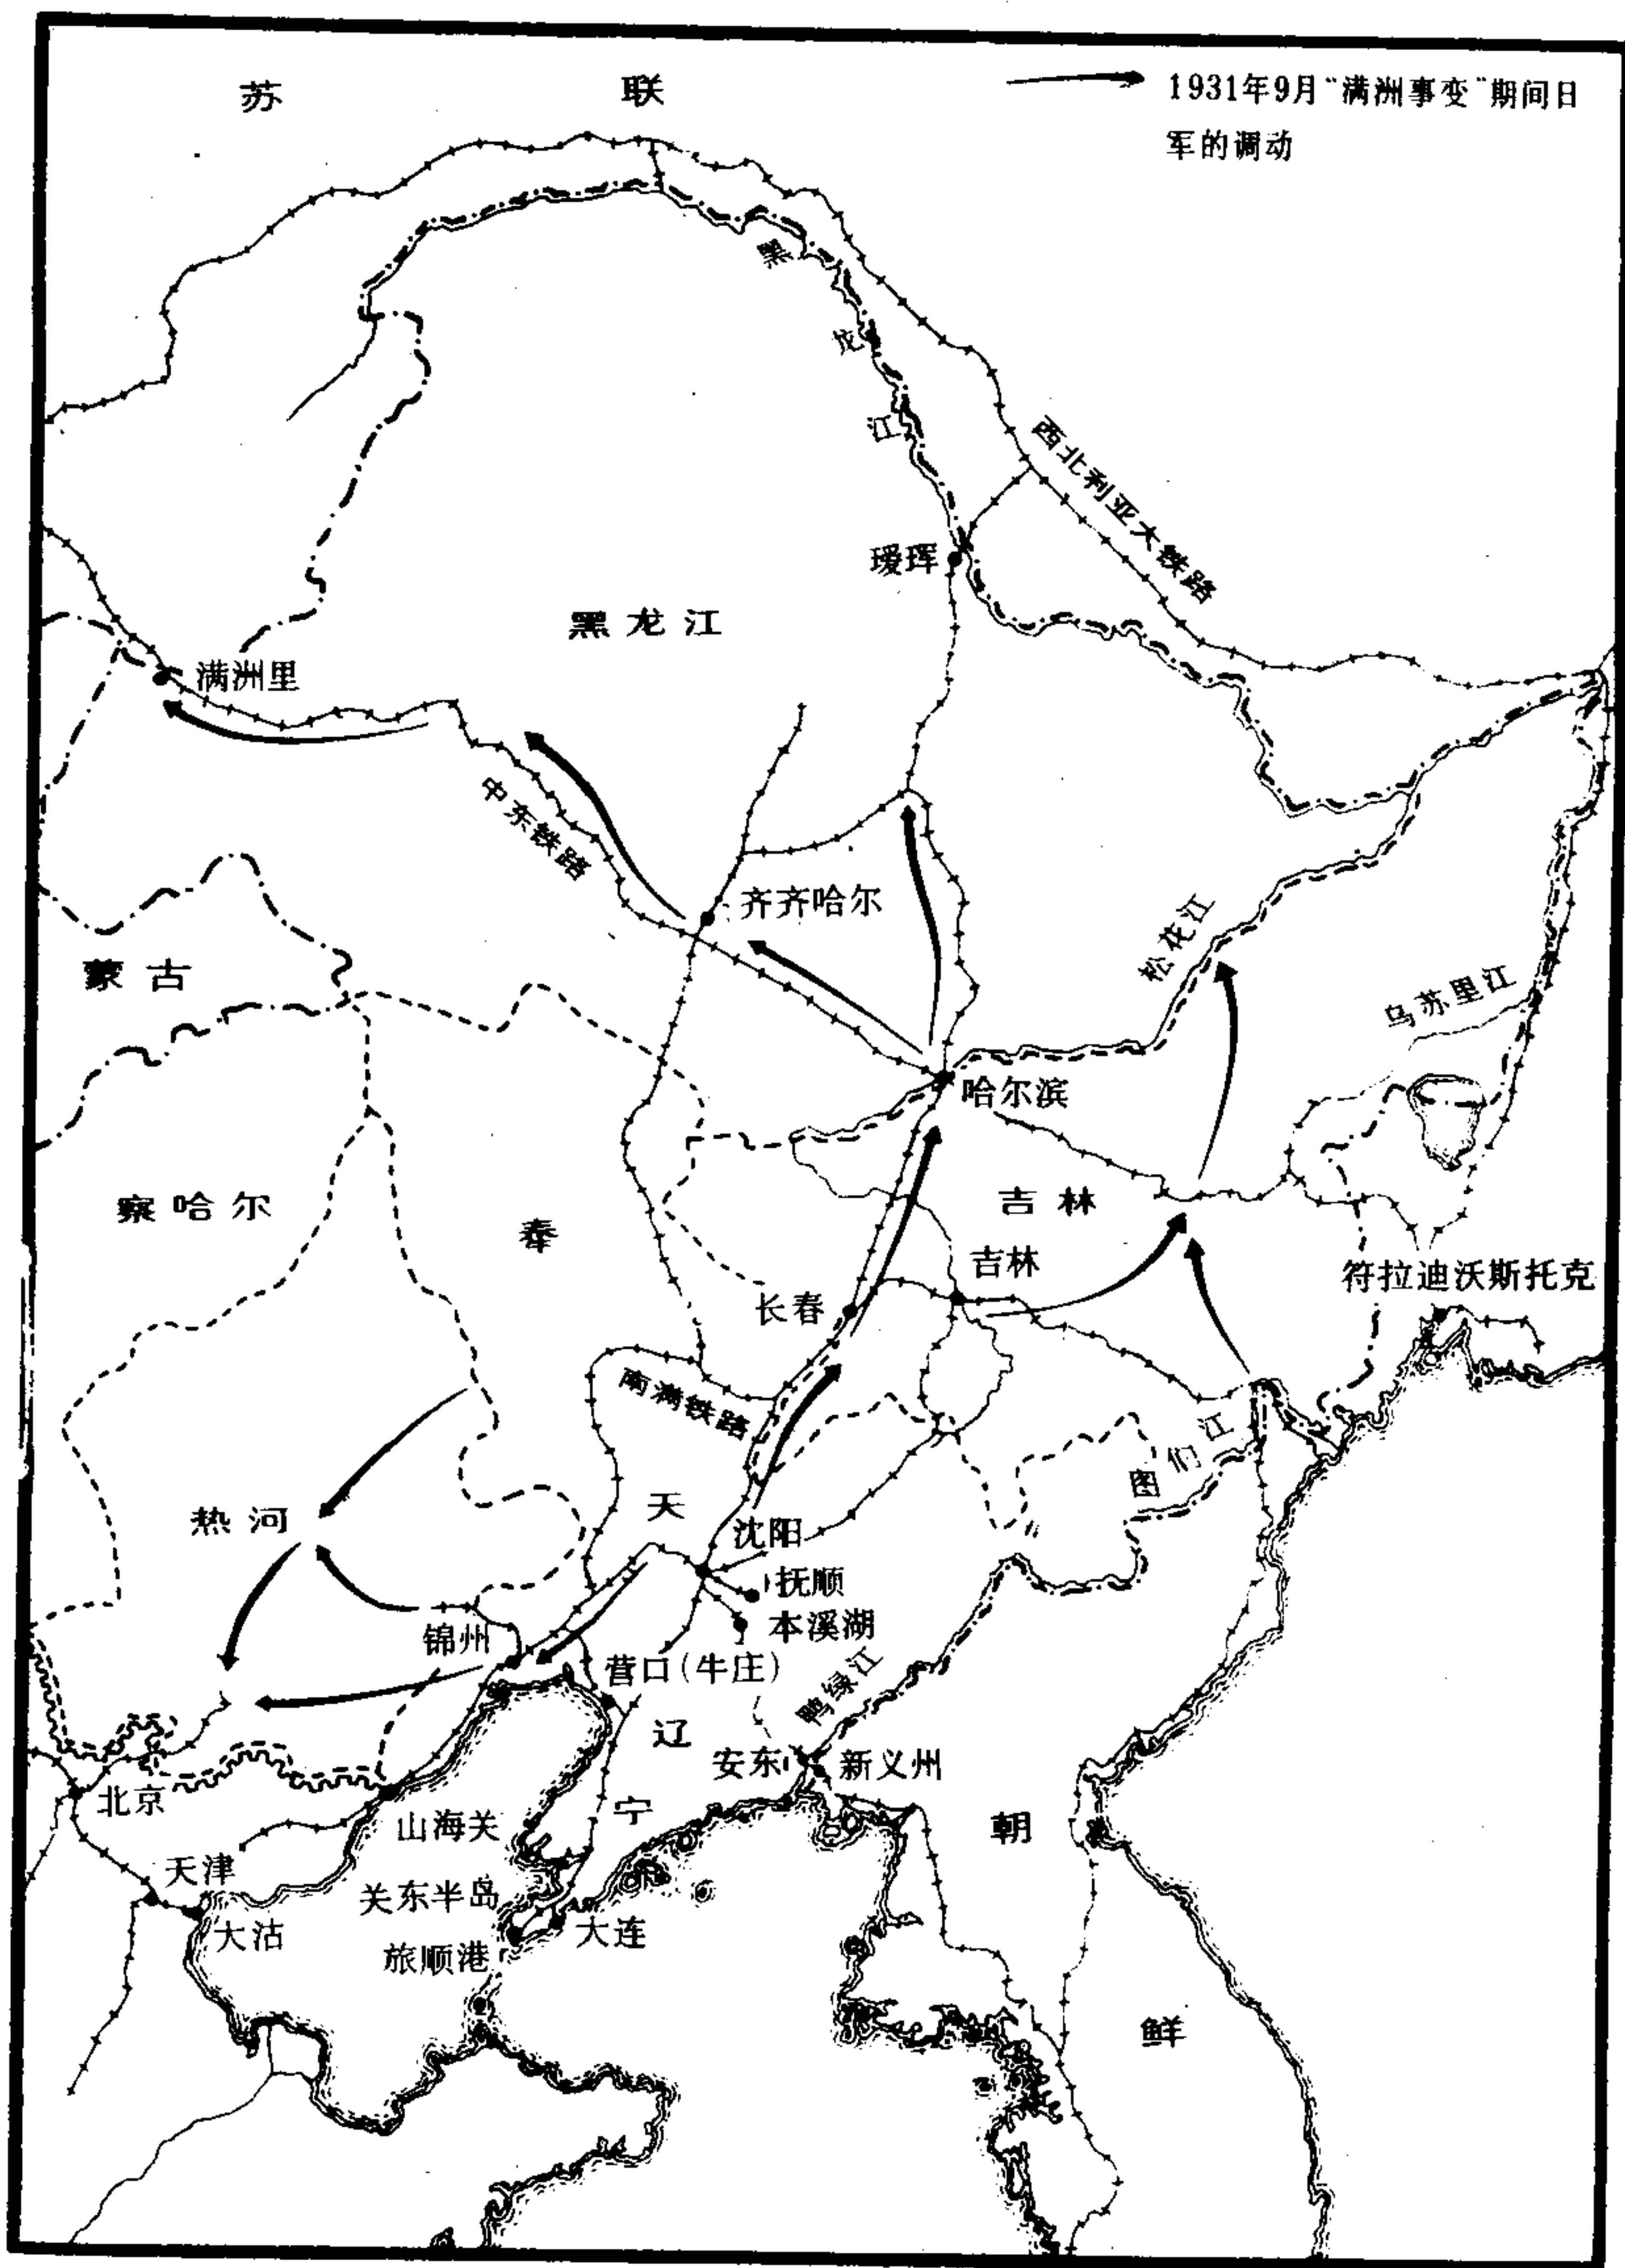 苏 联
1931年9月“满洲事变”期间日
军的调动
黑龙江
西北利亚大铁路
瑷珲
黑龙江
满洲里
中东铁路
齐齐哈尔
松花江
蒙古
乌苏里江
哈尔滨
察哈尔
奉
吉林
吉林
符拉迪沃斯托克
长春
南满铁路
图们江
热河
天
沈阳
抚顺
本溪湖
锦州
营口(牛庄)
鸭绿江
辽
安东
新义州
北京
山海关
宁
朝
天津
关东半岛
大沽
旅顺港
大连
鲜